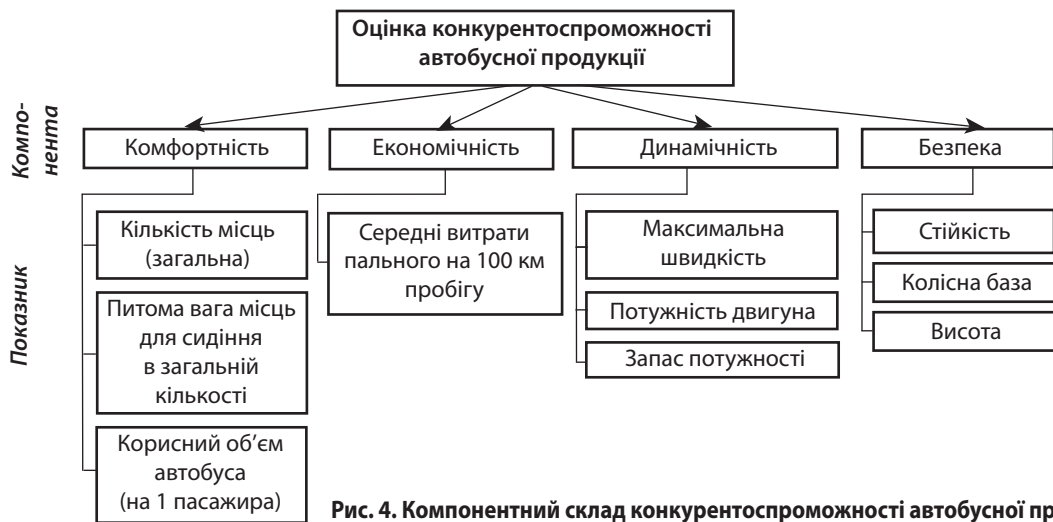 Оцінка конкурентоспроможності
автобусної продукції
Компо-
нента
Комфортність
Економічність
Динамічність
Безпека
Показник
Кількість місць
(загальна)
Питома вага місць
для сидіння
в загальній
кількості
Корисний об’єм
автобуса
(на 1 пасажира)
Середні витрати
пального на 100 км
пробігу
Максимальна
швидкість
Потужність двигуна
Запас потужності
Стійкість
Колісна база
Висота
Рис. 4. Компонентний склад конкурентоспроможності автобусної пр